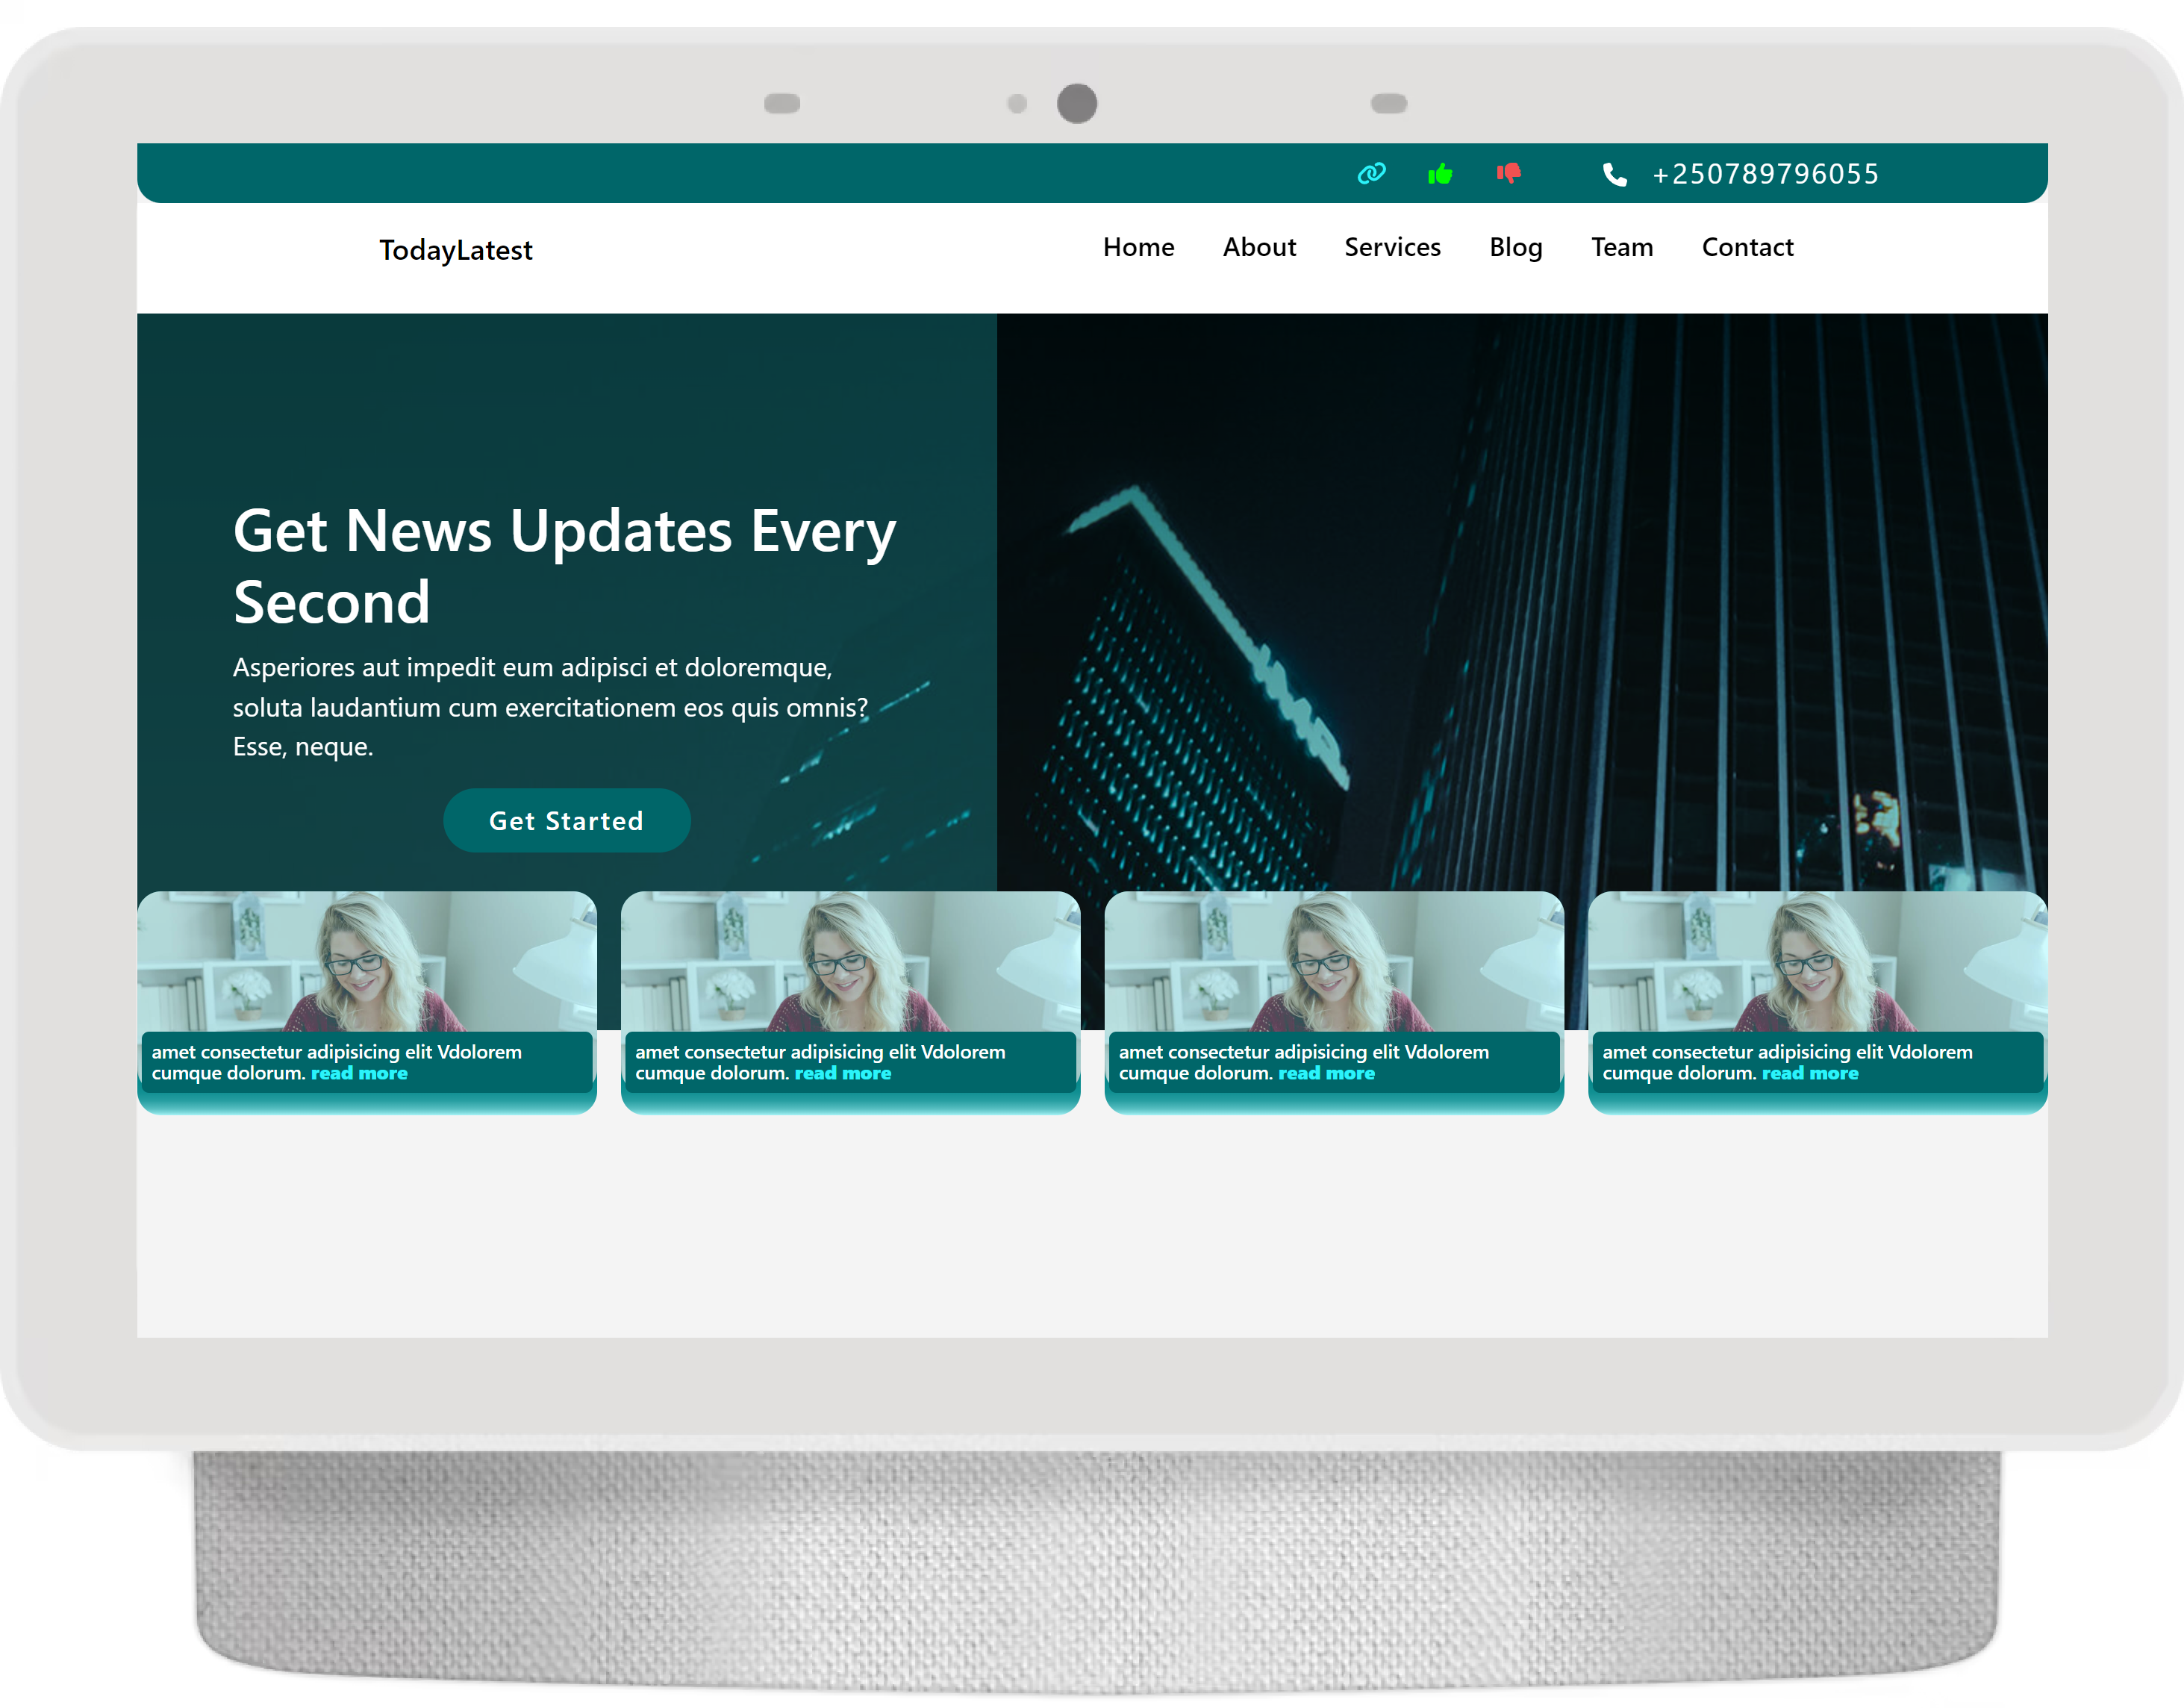 +250789796055
TodayLatest
Home About Services Blog Team Contact
Get News Updates Every
Second
Asperiores aut impedit eum adipisci et doloremque,
soluta laudantium cum exercitationem eos quis omnis?
Esse, neque.
Get Started
amet consectetur adipisicing elit Vdolorem
cumque dolorum. read more
amet consectetur adipisicing elit Vdolorem
cumque dolorum. read more
amet consectetur adipisicing elit Vdolorem
cumque dolorum. read more
amet consectetur adipisicing elit Vdolorem
cumque dolorum. read more